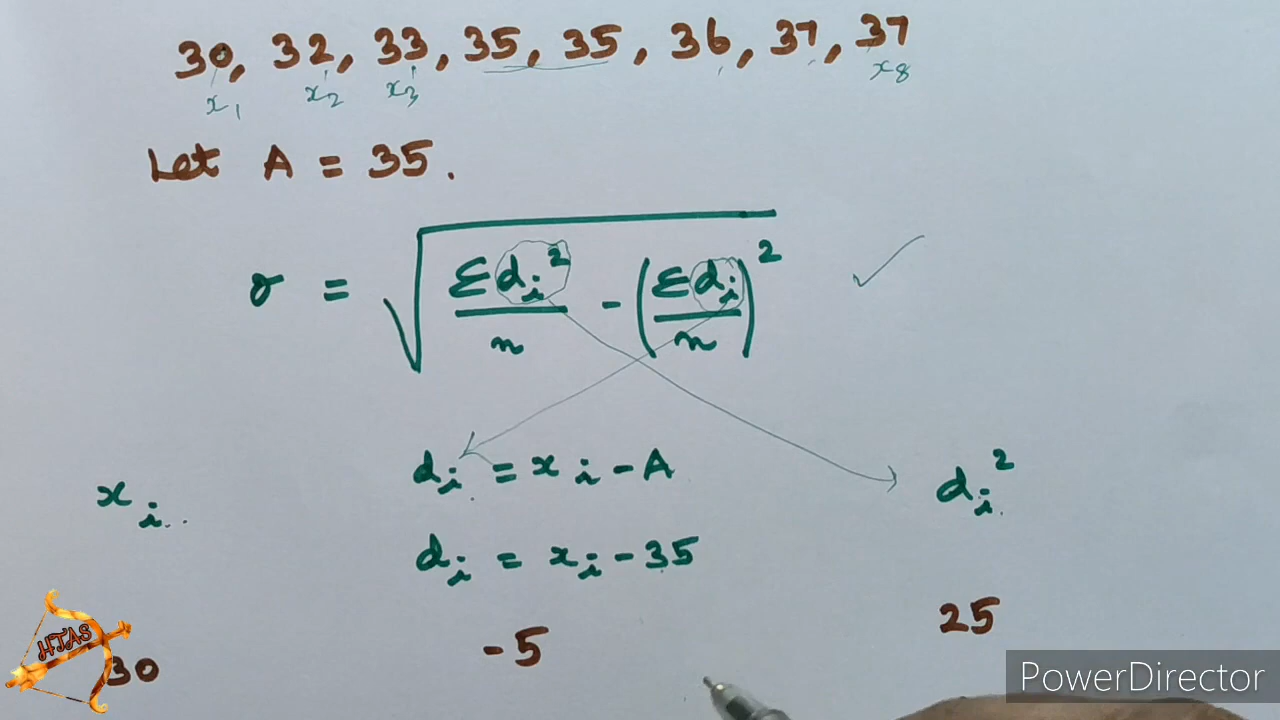 30, 32, 33, 35, 35, 36, 37, 37
x₁ x₂ x₃ x₈
Let A = 35.
σ = √(Σdᵢ²/n - (Σdᵢ/n)²) ✓
xᵢ.. dᵢ = xᵢ - A dᵢ²
dᵢ = xᵢ - 35
30 -5 25
HTAS
PowerDirector